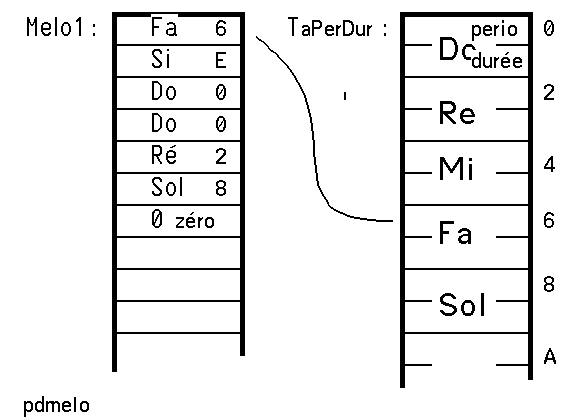 Melo1 :
Fa 6
Si E
Do 0
Do 0
Ré 2
Sol 8
0 zéro
TaPerDur :
perio 0
Do
durée
2
Re
4
Mi
6
Fa
8
Sol
A
pdmelo